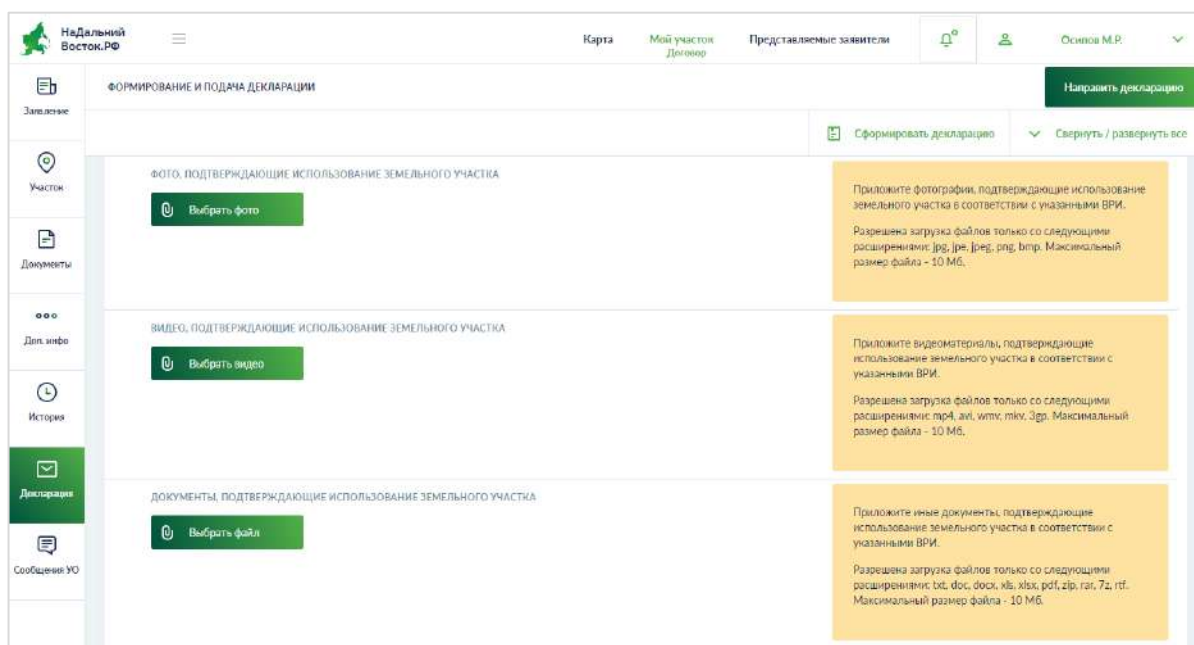 НаДальний
Восток.РФ
Карта
Мой участок
Договор
Представляемые заявители
Осипов М.Р.
Заявление
ФОРМИРОВАНИЕ И ПОДАЧА ДЕКЛАРАЦИИ
Направить декларацию
Сформировать декларацию
Свернуть / развернуть все
Участок
Документы
Доп. инфо
История
Декларация
Сообщения УО
ФОТО, ПОДТВЕРЖДАЮЩИЕ ИСПОЛЬЗОВАНИЕ ЗЕМЕЛЬНОГО УЧАСТКА
Выбрать фото
Приложите фотографии, подтверждающие использование
земельного участка в соответствии с указанными ВРИ.
Разрешена загрузка файлов только со следующими
расширениями: jpg, jpe, jpeg, png, bmp. Максимальный
размер файла - 10 Мб.
ВИДЕО, ПОДТВЕРЖДАЮЩИЕ ИСПОЛЬЗОВАНИЕ ЗЕМЕЛЬНОГО УЧАСТКА
Выбрать видео
Приложите видеоматериалы, подтверждающие
использование земельного участка в соответствии с
указанными ВРИ.
Разрешена загрузка файлов только со следующими
расширениями: mp4, avi, wmv, mkv, 3gp. Максимальный
размер файла - 10 Мб.
ДОКУМЕНТЫ, ПОДТВЕРЖДАЮЩИЕ ИСПОЛЬЗОВАНИЕ ЗЕМЕЛЬНОГО УЧАСТКА
Выбрать файл
Приложите иные документы, подтверждающие
использование земельного участка в соответствии с
указанными ВРИ.
Разрешена загрузка файлов только со следующими
расширениями: txt, doc, docx, xls, xlsx, pdf, zip, rar, 7z, rtf.
Максимальный размер файла - 10 Мб.